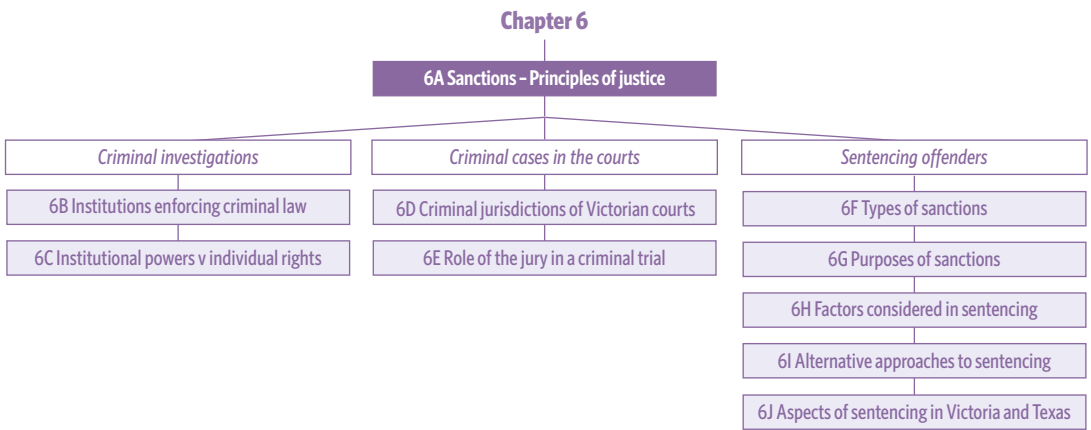 Chapter 6
6A Sanctions – Principles of justice
Criminal investigations
6B Institutions enforcing criminal law
6C Institutional powers v individual rights
Criminal cases in the courts
6D Criminal jurisdictions of Victorian courts
6E Role of the jury in a criminal trial
Sentencing offenders
6F Types of sanctions
6G Purposes of sanctions
6H Factors considered in sentencing
6I Alternative approaches to sentencing
6J Aspects of sentencing in Victoria and Texas